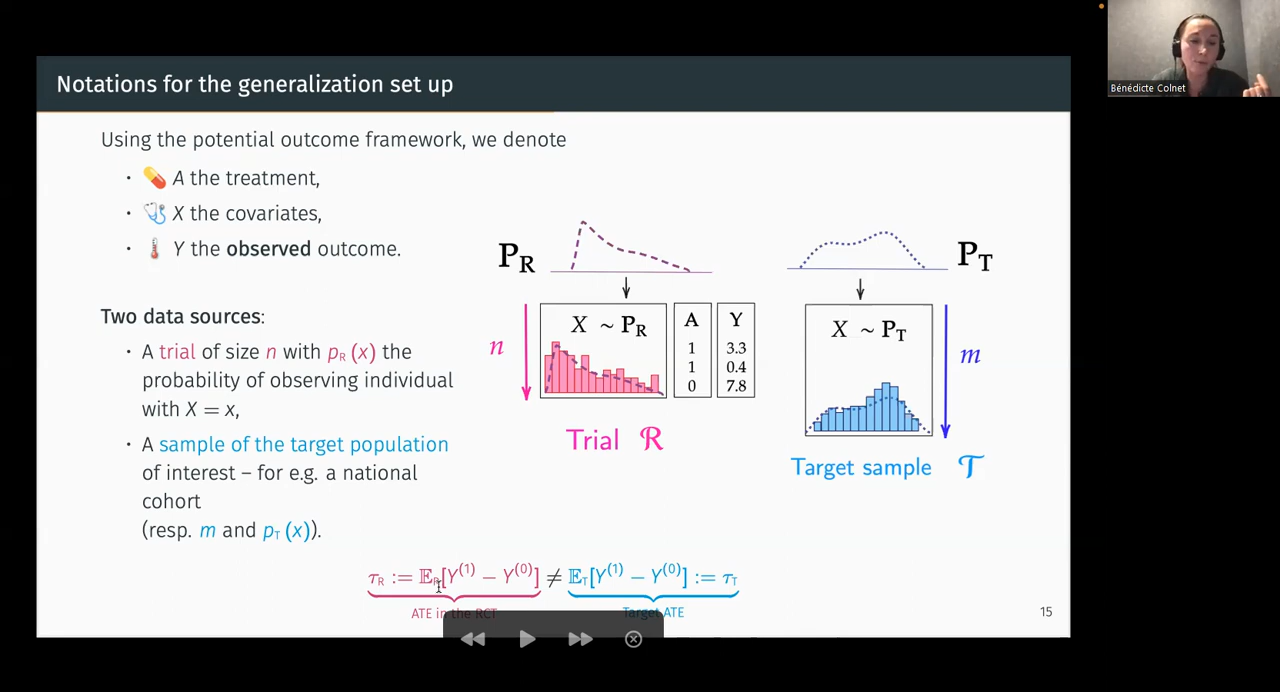 Notations for the generalization set up
Using the potential outcome framework, we denote
• A the treatment,
• X the covariates,
• Y the observed outcome.
Two data sources:
• A trial of size n with p_R(x) the
probability of observing individual
with X = x,
• A sample of the target population
of interest – for e.g. a national
cohort
(resp. m and p_T(x)).
P_R
n
X ~ P_R
A
1
1
0
Y
3.3
0.4
7.8
Trial ℛ
P_T
X ~ P_T
m
Target sample 𝒯
τ_R := 𝔼_R[Y^(1) − Y^(0)] ≠ 𝔼_T[Y^(1) − Y^(0)] := τ_T
ATE in the RCT
Target ATE
15
Bénédicte Colnet